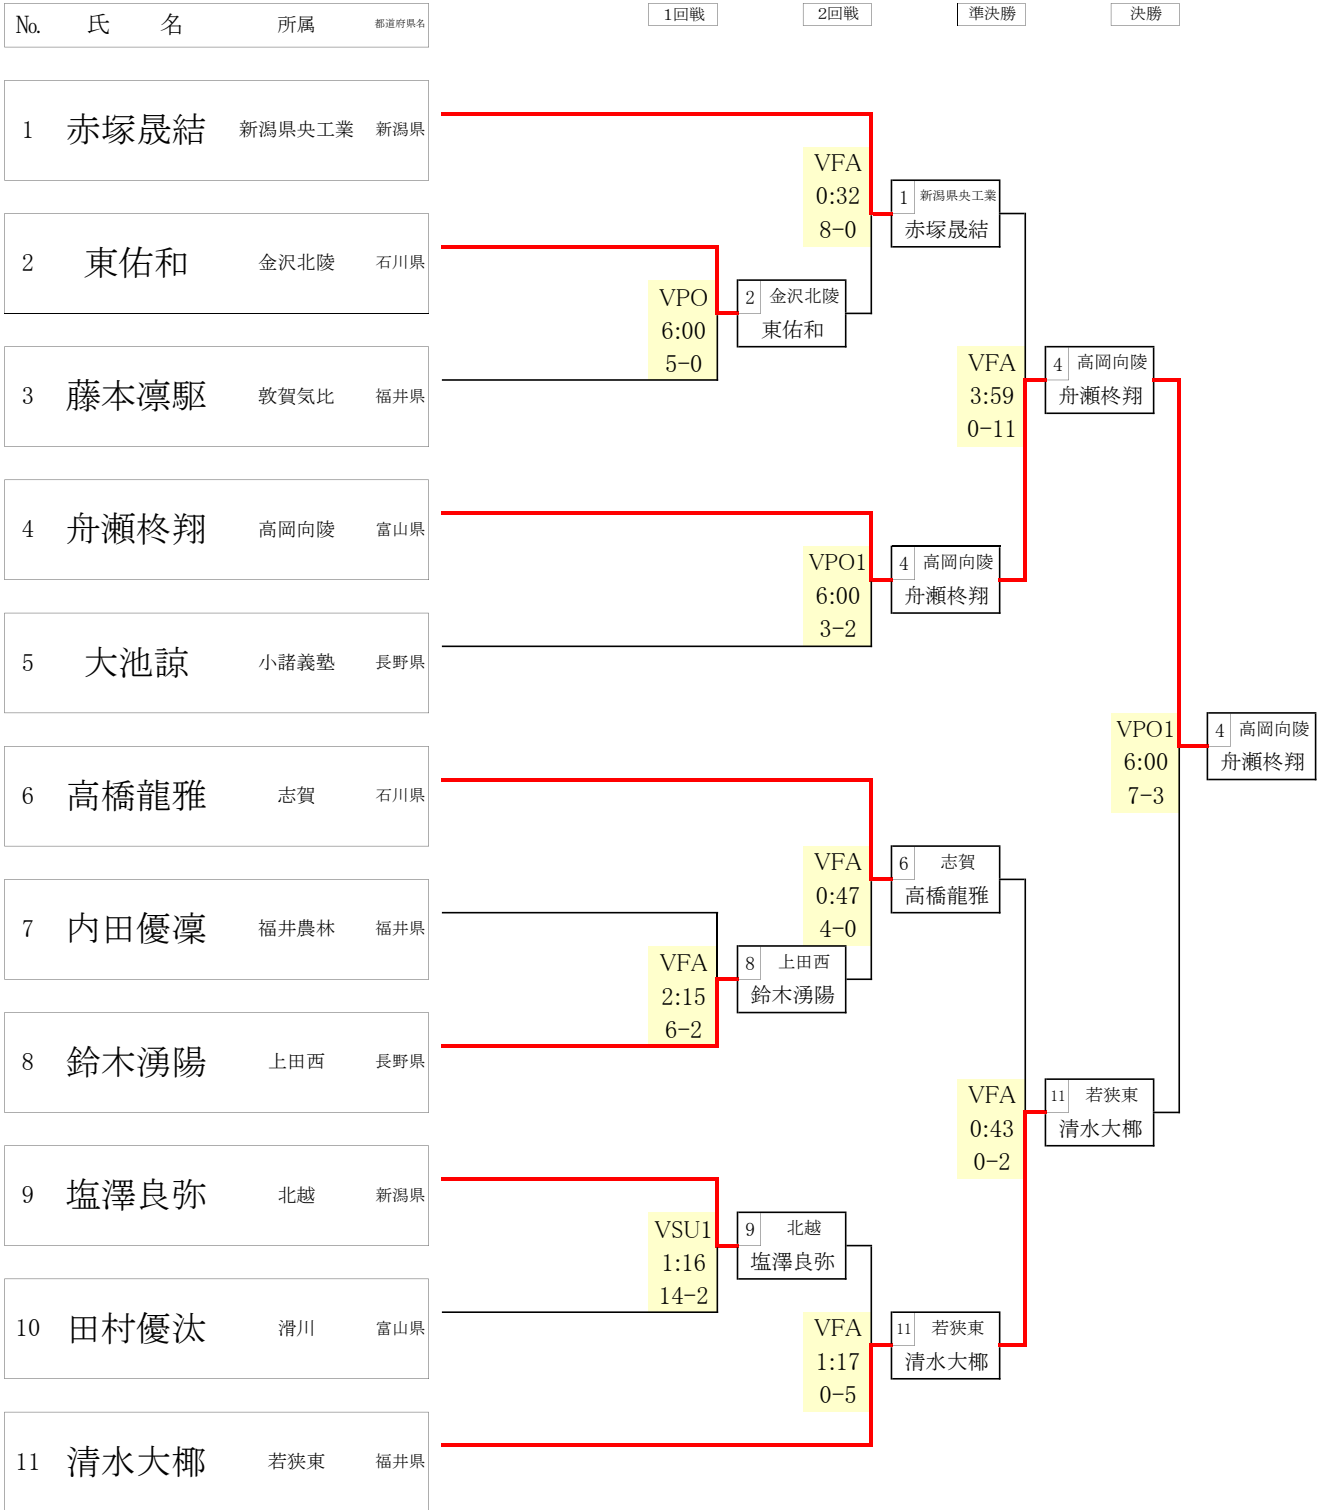 No. 氏 名 所属 都道府県名 1回戦 2回戦 準決勝 決勝
1 赤塚晟結 新潟県央工業 新潟県
VFA
0:32
8-0
1 新潟県央工業
赤塚晟結
2 東佑和 金沢北陵 石川県
VPO
6:00
5-0
2 金沢北陵
東佑和
3 藤本凛駆 敦賀気比 福井県
VFA
3:59
0-11
4 高岡向陵
舟瀬柊翔
4 舟瀬柊翔 高岡向陵 富山県
VPO1
6:00
3-2
4 高岡向陵
舟瀬柊翔
5 大池諒 小諸義塾 長野県
VPO1
6:00
7-3
4 高岡向陵
舟瀬柊翔
6 高橋龍雅 志賀 石川県
VFA
0:47
4-0
6 志賀
高橋龍雅
7 内田優凜 福井農林 福井県
VFA
2:15
6-2
8 上田西
鈴木湧陽
8 鈴木湧陽 上田西 長野県
VFA
0:43
0-2
11 若狭東
清水大椰
9 塩澤良弥 北越 新潟県
VSU1
1:16
14-2
9 北越
塩澤良弥
10 田村優汰 滑川 富山県
VFA
1:17
0-5
11 若狭東
清水大椰
11 清水大椰 若狭東 福井県